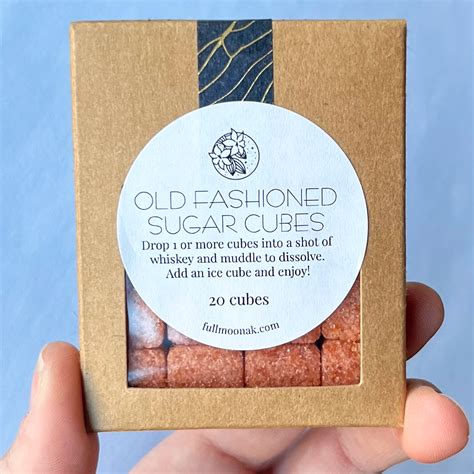 OLD FASHIONED
SUGAR CUBES
Drop 1 or more cubes into a shot of
whiskey and muddle to dissolve.
Add an ice cube and enjoy!
20 cubes
fullmoonak.com